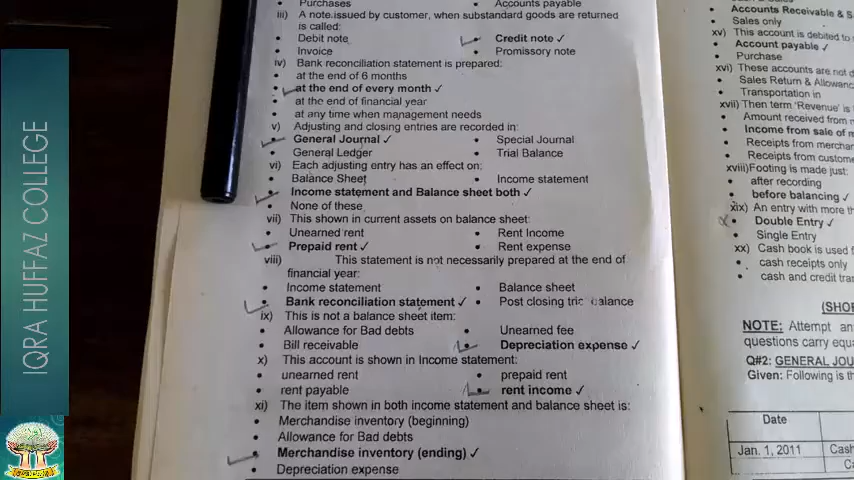 Purchases
Accounts payable
iii) A note issued by customer, when substandard goods are returned
is called:
• Debit note
• Credit note ✓
• Invoice
• Promissory note
iv) Bank reconciliation statement is prepared:
• at the end of 6 months
• at the end of every month ✓
• at the end of financial year
• at any time when management needs
v) Adjusting and closing entries are recorded in:
• General Journal ✓
• Special Journal
• General Ledger
• Trial Balance
vi) Each adjusting entry has an effect on:
• Balance Sheet
• Income statement
• Income statement and Balance sheet both ✓
• None of these
vii) This shown in current assets on balance sheet:
• Unearned rent
• Rent Income
• Prepaid rent ✓
• Rent expense
viii) This statement is not necessarily prepared at the end of
financial year:
• Income statement
• Balance sheet
• Bank reconciliation statement ✓
• Post closing balance
ix) This is not a balance sheet item:
• Allowance for Bad debts
• Unearned fee
• Bill receivable
• Depreciation expense ✓
x) This account is shown in Income statement:
• unearned rent
• prepaid rent
• rent payable
• rent income ✓
xi) The item shown in both income statement and balance sheet is:
• Merchandise inventory (beginning)
• Allowance for Bad debts
• Merchandise inventory (ending) ✓
• Depreciation expense
• Accounts Receivable & S
• Sales only
xv) This account is debited to
• Account payable ✓
• Purchase
xvi) These accounts are not d
• Sales Return & Allowanc
• Transportation in
xvii) Then term 'Revenue' is
• Amount received from
• Income from sale of
• Receipts from merchan
• Receipts from custome
xviii) Footing is made just:
• after recording
• before balancing ✓
xix) An entry with more th
• Double Entry ✓
• Single Entry
xx) Cash book is used f
• cash receipts only
• cash and credit tra
(SHOR
NOTE: Attempt an
questions carry equa
Q#2: GENERAL JOU
Given: Following is th
Date
Jan. 1, 2011
Cash
Ca
IQRA HUFFAZ COLLEGE